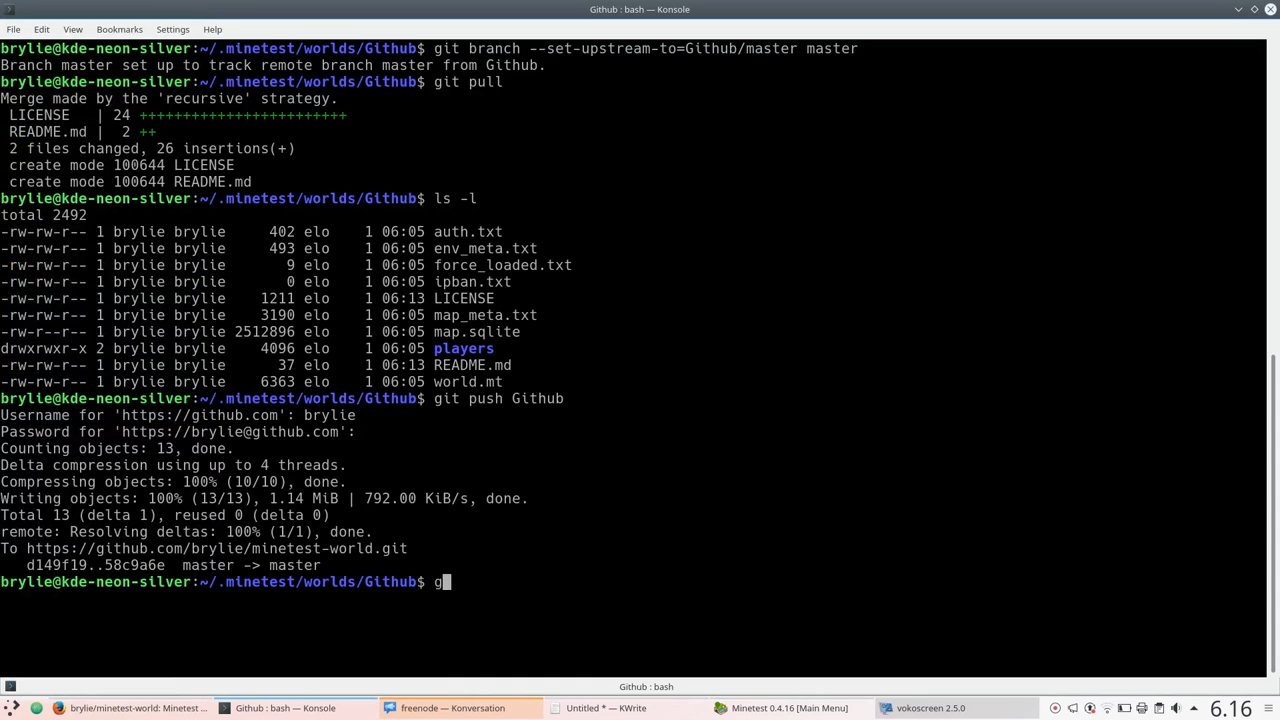 Github : bash — Konsole
File Edit View Bookmarks Settings Help
brylie@kde-neon-silver:~/.minetest/worlds/Github$ git branch --set-upstream-to=Github/master master
Branch master set up to track remote branch master from Github.
brylie@kde-neon-silver:~/.minetest/worlds/Github$ git pull
Merge made by the 'recursive' strategy.
 LICENSE   | 24 ++++++++++++++++++++++++
 README.md |  2 ++
 2 files changed, 26 insertions(+)
 create mode 100644 LICENSE
 create mode 100644 README.md
brylie@kde-neon-silver:~/.minetest/worlds/Github$ ls -l
total 2492
-rw-rw-r-- 1 brylie brylie     402 elo    1 06:05 auth.txt
-rw-rw-r-- 1 brylie brylie     493 elo    1 06:05 env_meta.txt
-rw-rw-r-- 1 brylie brylie       9 elo    1 06:05 force_loaded.txt
-rw-rw-r-- 1 brylie brylie       0 elo    1 06:05 ipban.txt
-rw-rw-r-- 1 brylie brylie    1211 elo    1 06:13 LICENSE
-rw-rw-r-- 1 brylie brylie    3190 elo    1 06:05 map_meta.txt
-rw-r--r-- 1 brylie brylie 2512896 elo    1 06:05 map.sqlite
drwxrwxr-x 2 brylie brylie    4096 elo    1 06:05 players
-rw-rw-r-- 1 brylie brylie      37 elo    1 06:13 README.md
-rw-rw-r-- 1 brylie brylie    6363 elo    1 06:05 world.mt
brylie@kde-neon-silver:~/.minetest/worlds/Github$ git push Github
Username for 'https://github.com': brylie
Password for 'https://brylie@github.com':
Counting objects: 13, done.
Delta compression using up to 4 threads.
Compressing objects: 100% (10/10), done.
Writing objects: 100% (13/13), 1.14 MiB | 792.00 KiB/s, done.
Total 13 (delta 1), reused 0 (delta 0)
remote: Resolving deltas: 100% (1/1), done.
To https://github.com/brylie/minetest-world.git
   d149f19..58c9a6e  master -> master
brylie@kde-neon-silver:~/.minetest/worlds/Github$ g
Github : bash
brylie/minetest-world: Minetest ... Github : bash — Konsole freenode — Konversation Untitled * — KWrite Minetest 0.4.16 [Main Menu] vokoscreen 2.5.0 6.16